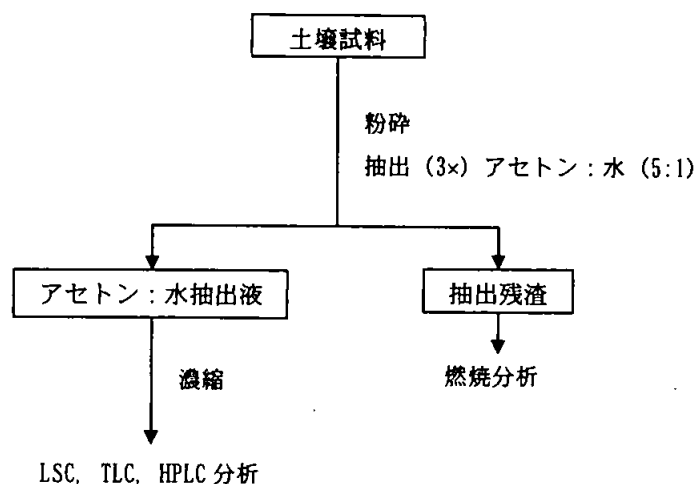 土壌試料
粉砕
抽出 (3×) アセトン：水 (5:1)
アセトン：水抽出液
抽出残渣
濃縮
燃焼分析
LSC, TLC, HPLC 分析